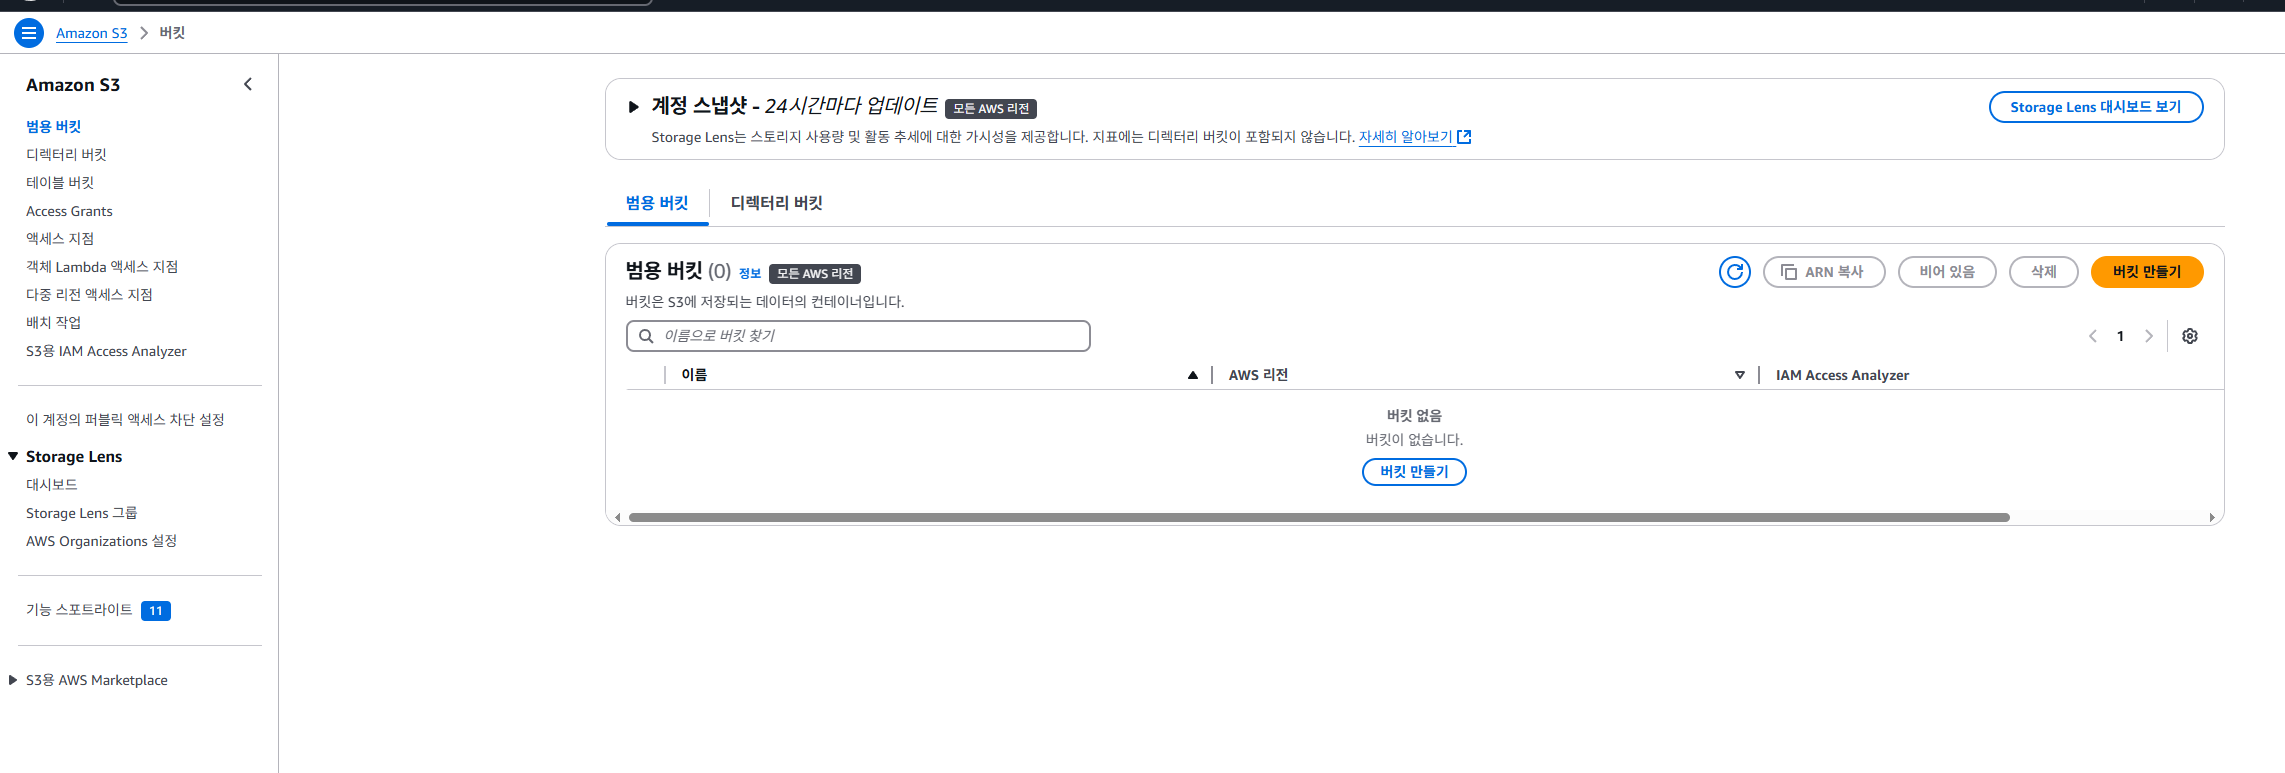 Amazon S3 > 버킷
Amazon S3
범용 버킷
디렉터리 버킷
테이블 버킷
Access Grants
액세스 지점
객체 Lambda 액세스 지점
다중 리전 액세스 지점
배치 작업
S3용 IAM Access Analyzer
이 계정의 퍼블릭 액세스 차단 설정
Storage Lens
대시보드
Storage Lens 그룹
AWS Organizations 설정
기능 스포트라이트 11
S3용 AWS Marketplace
계정 스냅샷 - 24시간마다 업데이트 모든 AWS 리전
Storage Lens 대시보드 보기
Storage Lens는 스토리지 사용량 및 활동 추세에 대한 가시성을 제공합니다. 지표에는 디렉터리 버킷이 포함되지 않습니다. 자세히 알아보기
범용 버킷 디렉터리 버킷
범용 버킷 (0) 정보 모든 AWS 리전
ARN 복사 비어 있음 삭제 버킷 만들기
버킷은 S3에 저장되는 데이터의 컨테이너입니다.
이름으로 버킷 찾기
1
이름 AWS 리전 IAM Access Analyzer
버킷 없음
버킷이 없습니다.
버킷 만들기